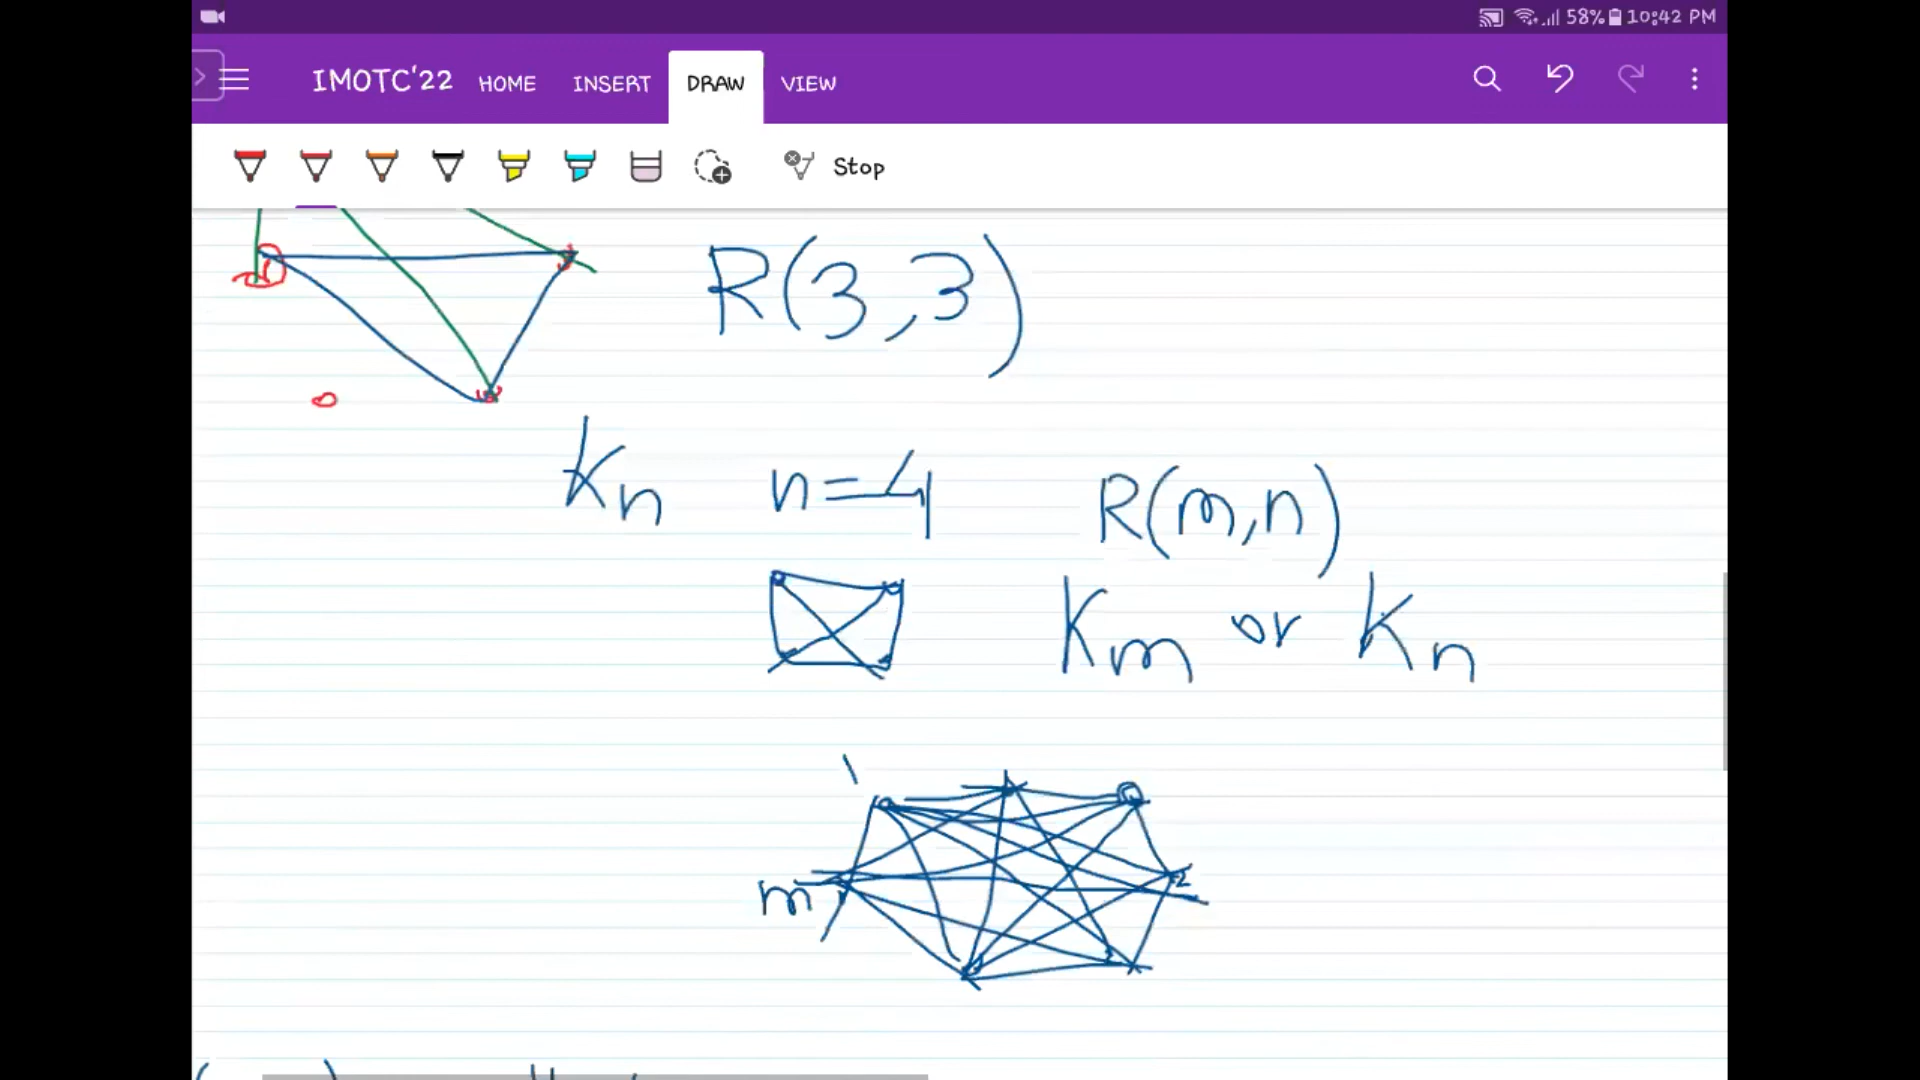 58% 10:42 PM
IMOTC'22 HOME INSERT DRAW VIEW
Stop
R(3,3)
Kn n=4 R(m,n)
Km or Kn
m